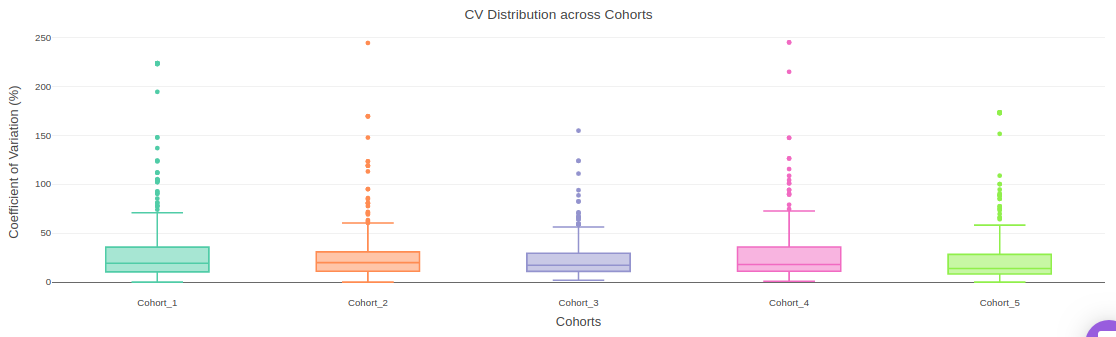 CV Distribution across Cohorts
Coefficient of Variation (%)
250
200
150
100
50
0
Cohort_1 Cohort_2 Cohort_3 Cohort_4 Cohort_5
Cohorts